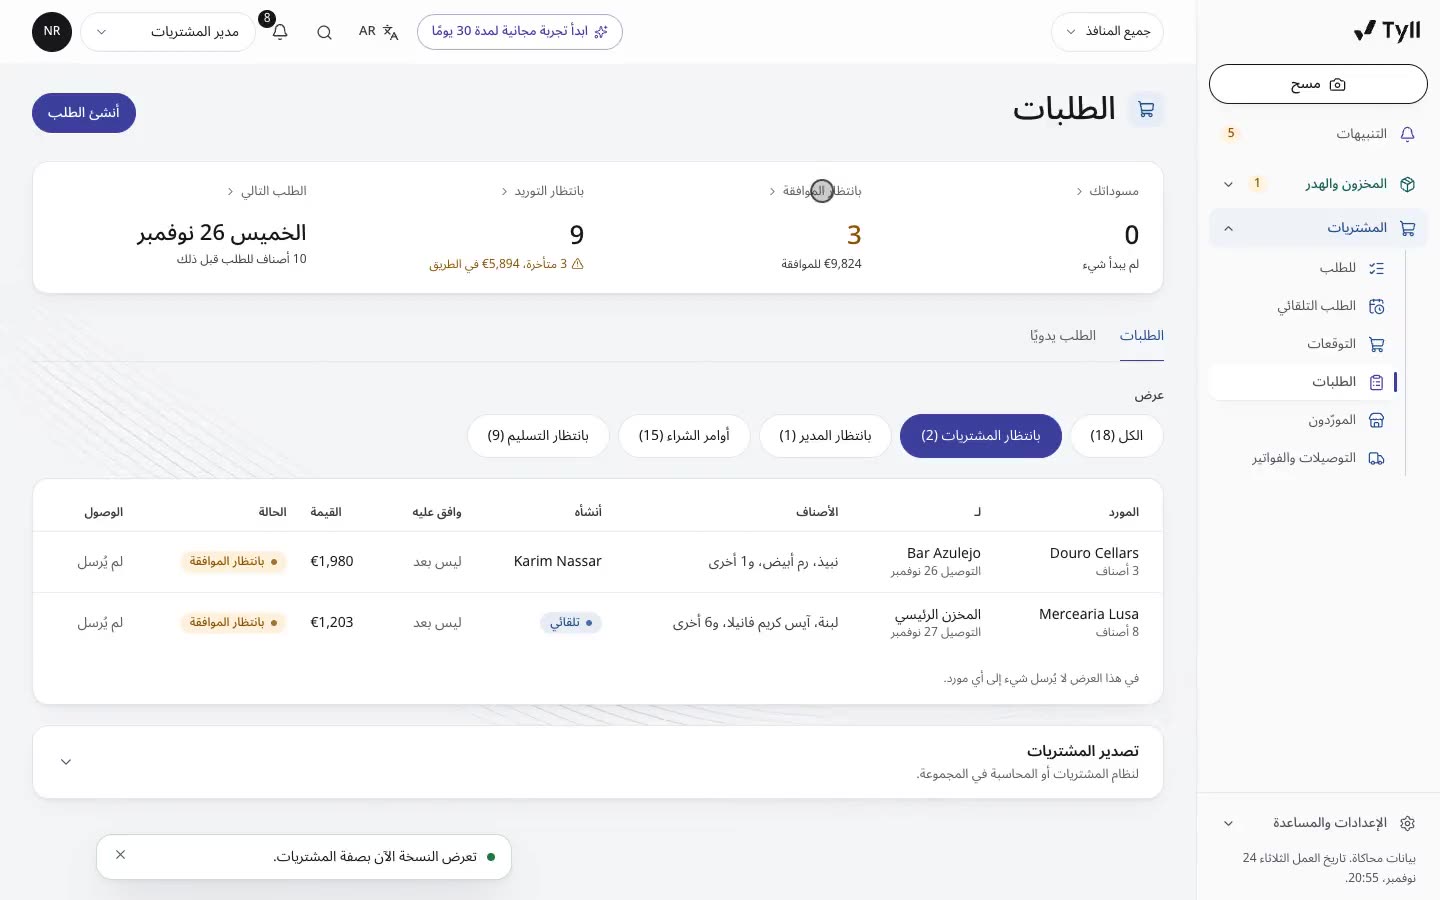 Tyll
مسح
التنبيهات
5
المخزون والهدر
1
المشتريات
للطلب
الطلب التلقائي
التوقعات
الطلبات
المورّدون
التوصيلات والفواتير
الإعدادات والمساعدة
بيانات محاكاة. تاريخ العمل الثلاثاء 24
نوفمبر، 20:55.
جميع المنافذ
ابدأ تجربة مجانية لمدة 30 يومًا
AR
8
مدير المشتريات
NR
الطلبات
أنشئ الطلب
مسوداتك
0
لم يبدأ شيء
بانتظار الموافقة
3
€9,824 للموافقة
بانتظار التوريد
9
3 متأخرة، €5,894 في الطريق
الطلب التالي
الخميس 26 نوفمبر
10 أصناف للطلب قبل ذلك
الطلبات
الطلب يدويًا
عرض
الكل (18)
بانتظار المشتريات (2)
بانتظار المدير (1)
أوامر الشراء (15)
بانتظار التسليم (9)
المورد
لـ
الأصناف
أنشأه
وافق عليه
القيمة
الحالة
الوصول
Douro Cellars
3 أصناف
Bar Azulejo
التوصيل 26 نوفمبر
نبيذ، رم أبيض، و1 أخرى
Karim Nassar
ليس بعد
€1,980
بانتظار الموافقة
لم يُرسل
Mercearia Lusa
8 أصناف
المخزن الرئيسي
التوصيل 27 نوفمبر
لبنة، آيس كريم فانيلا، و6 أخرى
تلقائي
ليس بعد
€1,203
بانتظار الموافقة
لم يُرسل
في هذا العرض لا يُرسل شيء إلى أي مورد.
تصدير المشتريات
لنظام المشتريات أو المحاسبة في المجموعة.
تعرض النسخة الآن بصفة المشتريات.